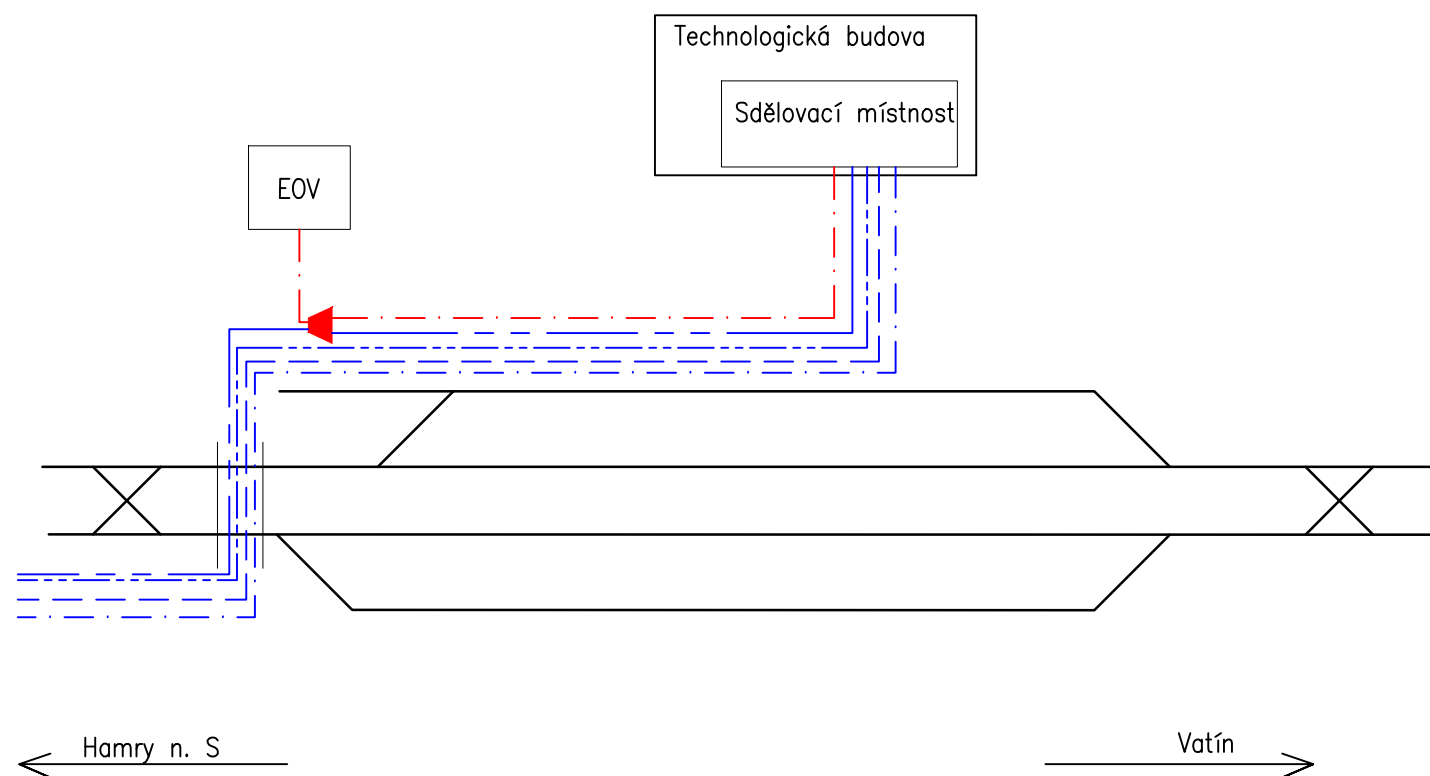 Technologická budova
Sdělovací místnost
EOV
Hamry n. S
Vatín